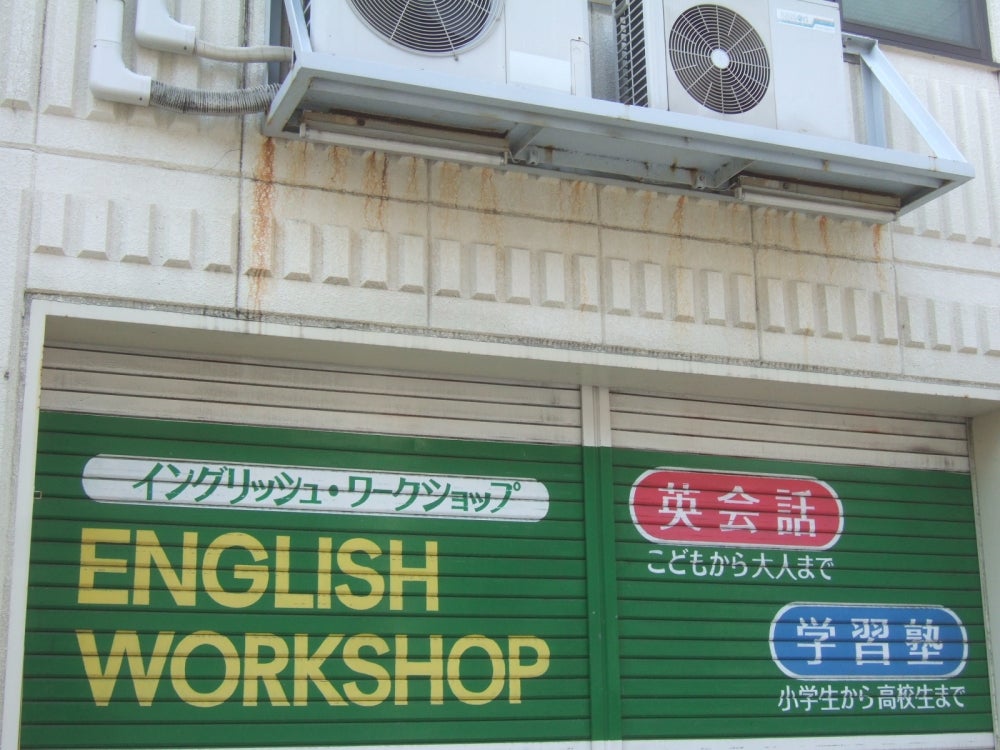 イングリッシュ・ワークショップ
ENGLISH
WORKSHOP
英会話
こどもから大人まで
学習塾
小学生から高校生まで